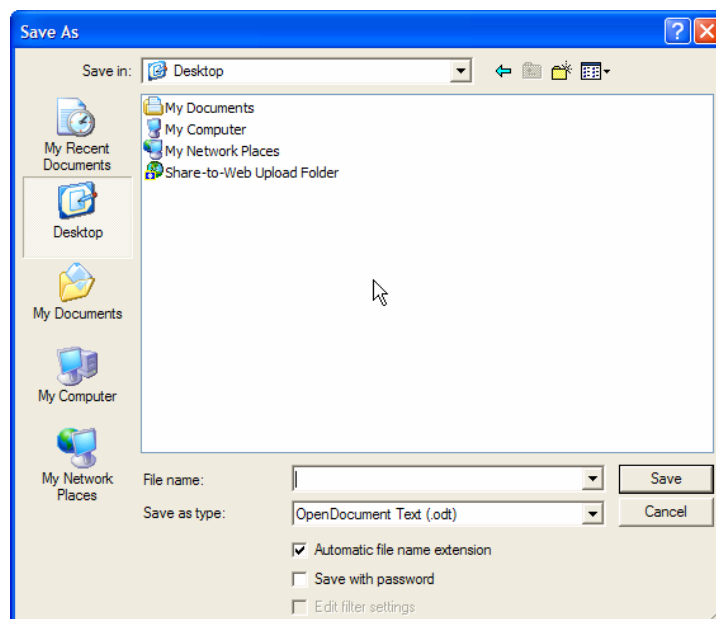 Save As
Save in:
Desktop
My Recent
Documents
Desktop
My Documents
My Computer
My Network
Places
My Documents
My Computer
My Network Places
Share-to-Web Upload Folder
File name:
Save
Save as type:
OpenDocument Text (.odt)
Cancel
Automatic file name extension
Save with password
Edit filter settings